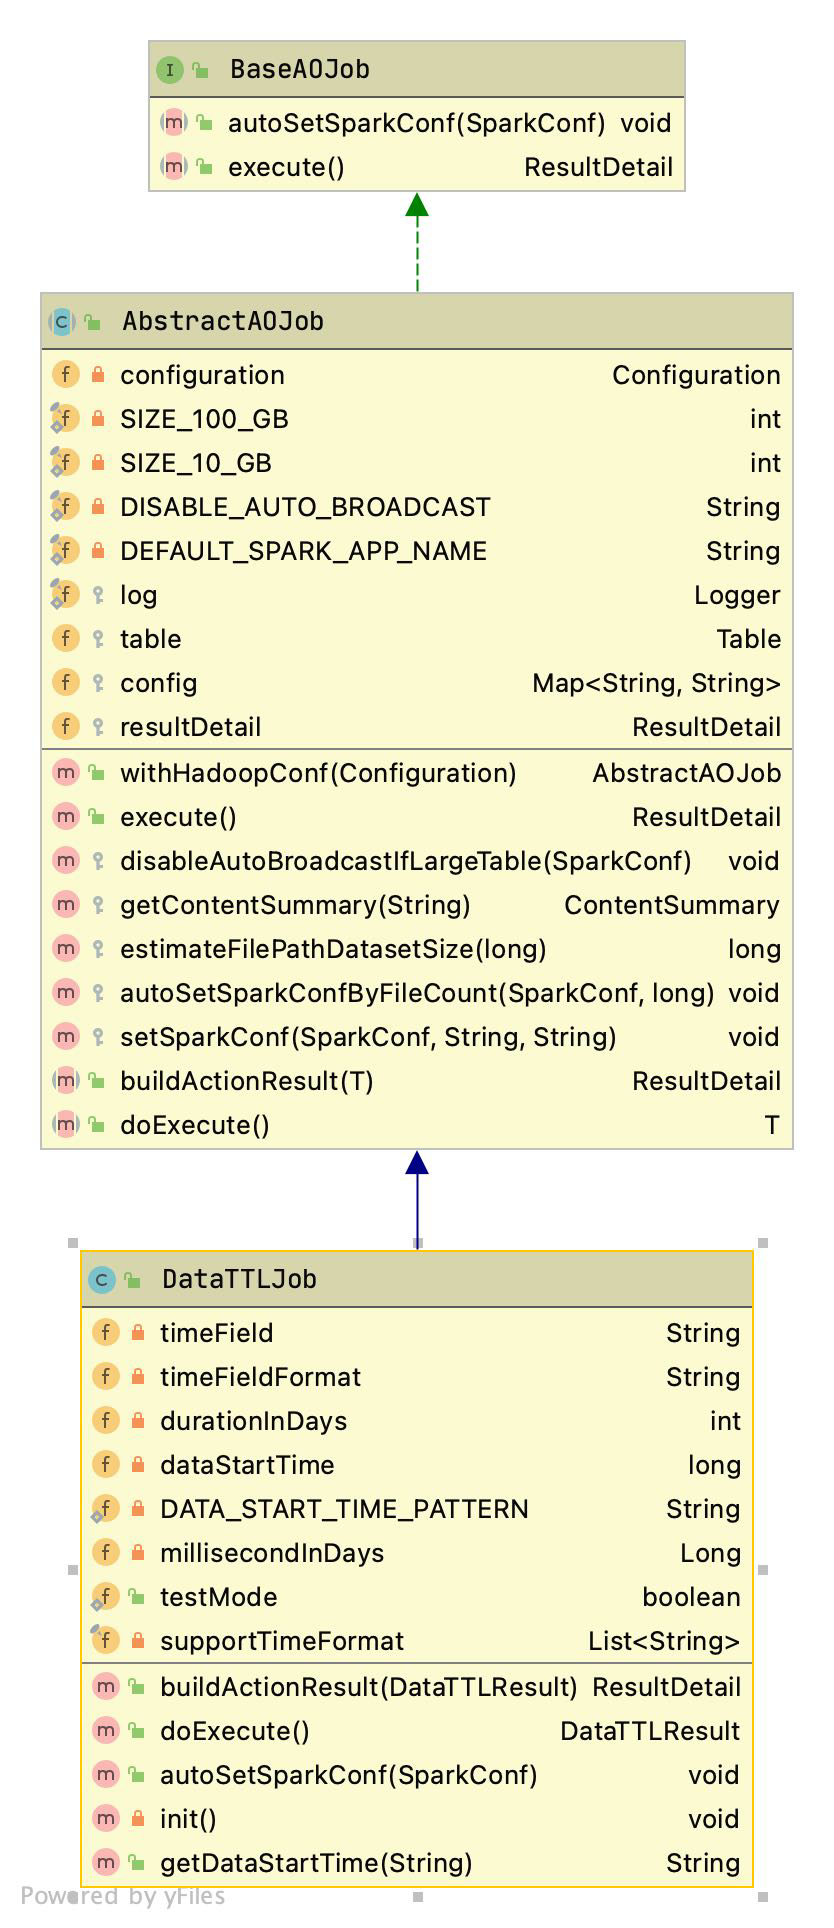 BaseAOJob
autoSetSparkConf(SparkConf) void
execute() ResultDetail
AbstractAOJob
configuration Configuration
SIZE_100_GB int
SIZE_10_GB int
DISABLE_AUTO_BROADCAST String
DEFAULT_SPARK_APP_NAME String
log Logger
table Table
config Map<String, String>
resultDetail ResultDetail
withHadoopConf(Configuration) AbstractAOJob
execute() ResultDetail
disableAutoBroadcastIfLargeTable(SparkConf) void
getContentSummary(String) ContentSummary
estimateFilePathDatasetSize(long) long
autoSetSparkConfByFileCount(SparkConf, long) void
setSparkConf(SparkConf, String, String) void
buildActionResult(T) ResultDetail
doExecute() T
DataTTLJob
timeField String
timeFieldFormat String
durationInDays int
dataStartTime long
DATA_START_TIME_PATTERN String
millisecondInDays Long
testMode boolean
supportTimeFormat List<String>
buildActionResult(DataTTLResult) ResultDetail
doExecute() DataTTLResult
autoSetSparkConf(SparkConf) void
init() void
getDataStartTime(String) String
Powered by yFiles